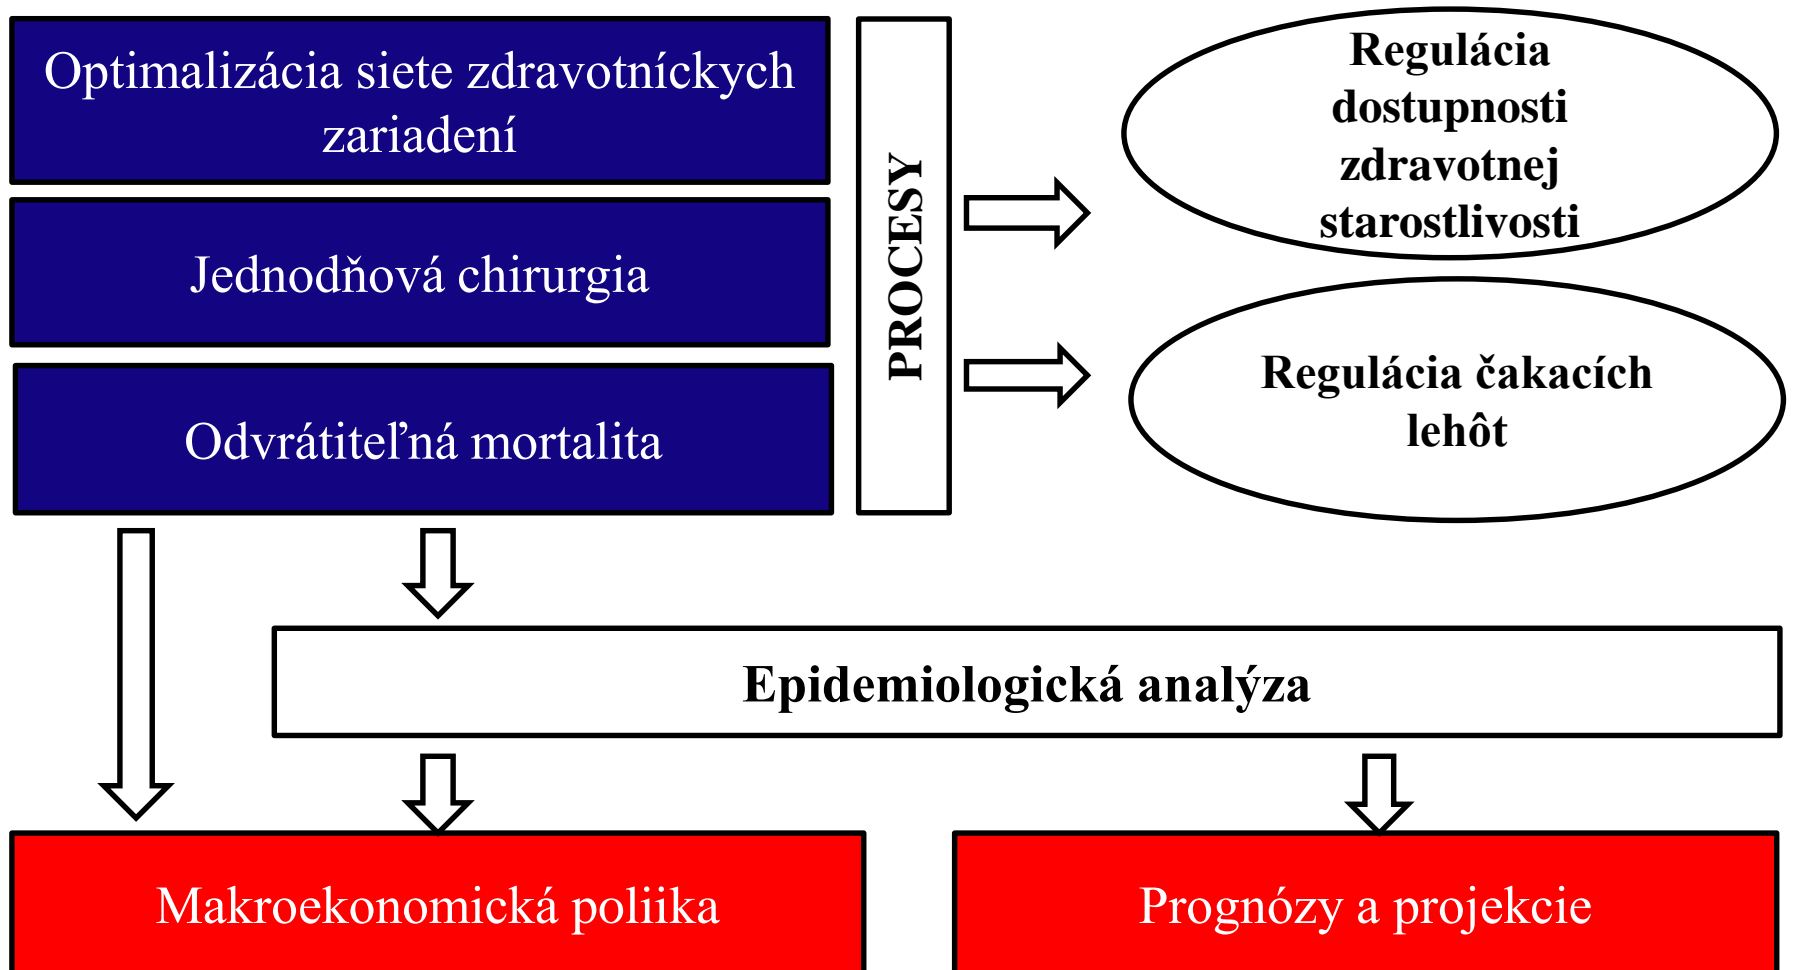 Optimalizácia siete zdravotníckych
zariadení
Jednodňová chirurgia
Odvrátiteľná mortalita
PROCESY
Regulácia
dostupnosti
zdravotnej
starostlivosti
Regulácia čakacích
lehôt
Epidemiologická analýza
Makroekonomická poliika
Prognózy a projekcie